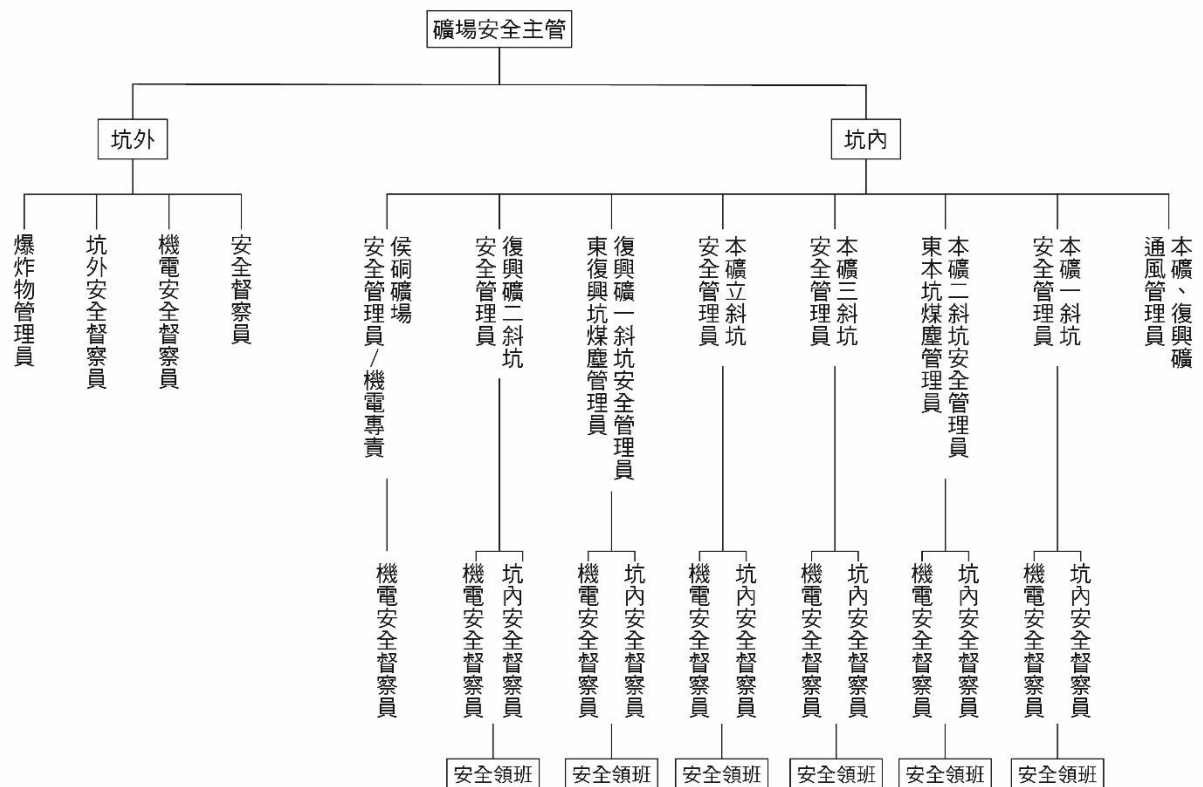 礦場安全主管
坑外
坑內
爆炸物管理員
坑外安全督察員
機電安全督察員
安全督察員
侯硐礦場
安全管理員/機電專責
復興礦二斜坑
安全管理員
復興礦一斜坑安全管理員
東復興坑煤塵管理員
本礦立斜坑
安全管理員
本礦三斜坑
安全管理員
本礦二斜坑安全管理員
東本坑煤塵管理員
本礦一斜坑
安全管理員
本礦、復興礦
通風管理員
機電安全督察員
機電安全督察員
坑內安全督察員
機電安全督察員
坑內安全督察員
機電安全督察員
坑內安全督察員
機電安全督察員
坑內安全督察員
機電安全督察員
坑內安全督察員
機電安全督察員
坑內安全督察員
安全領班
安全領班
安全領班
安全領班
安全領班
安全領班